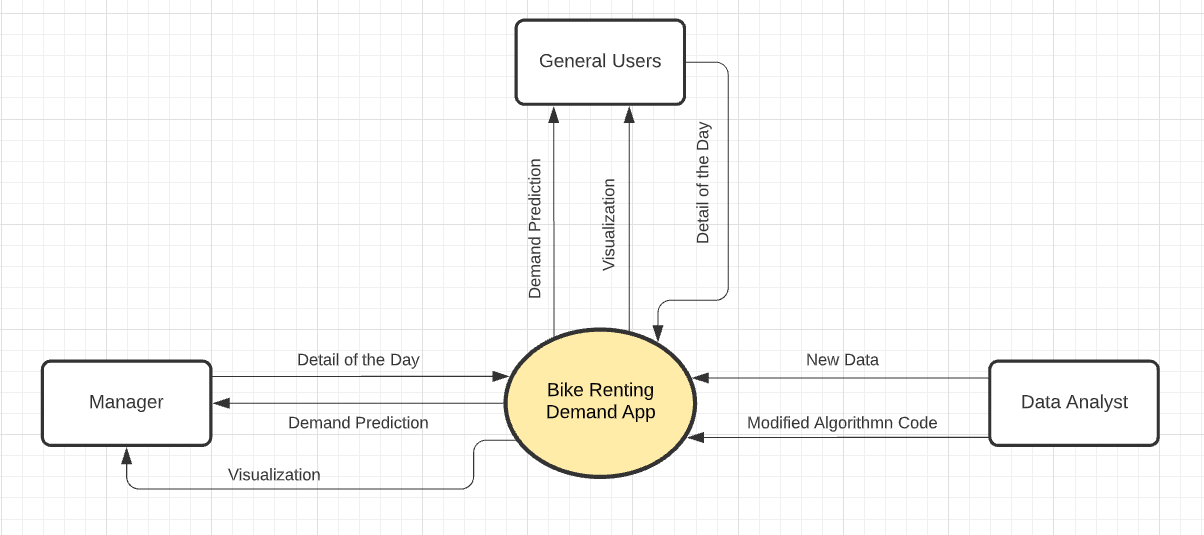 General Users
Demand Prediction
Visualization
Detail of the Day
Detail of the Day
New Data
Manager
Bike Renting
Demand App
Data Analyst
Demand Prediction
Modified Algorithmn Code
Visualization